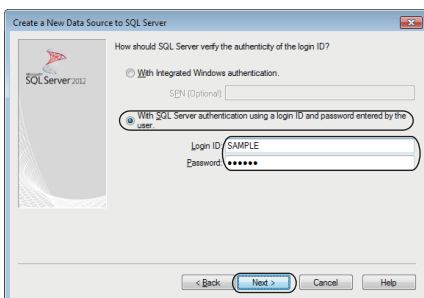 Create a New Data Source to SQL Server
How should SQL Server verify the authenticity of the login ID?
Microsoft
SQL Server 2012
With Integrated Windows authentication.
SPN (Optional):
With SQL Server authentication using a login ID and password entered by the
user.
Login ID: SAMPLE
Password: ●●●●●●
< Back Next > Cancel Help